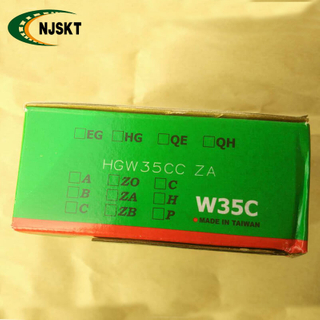 NJSKT
EG HG QE QH
HGW35CC ZA
A ZO C
B ZA H
C ZB P
W35C
MADE IN TAIWAN